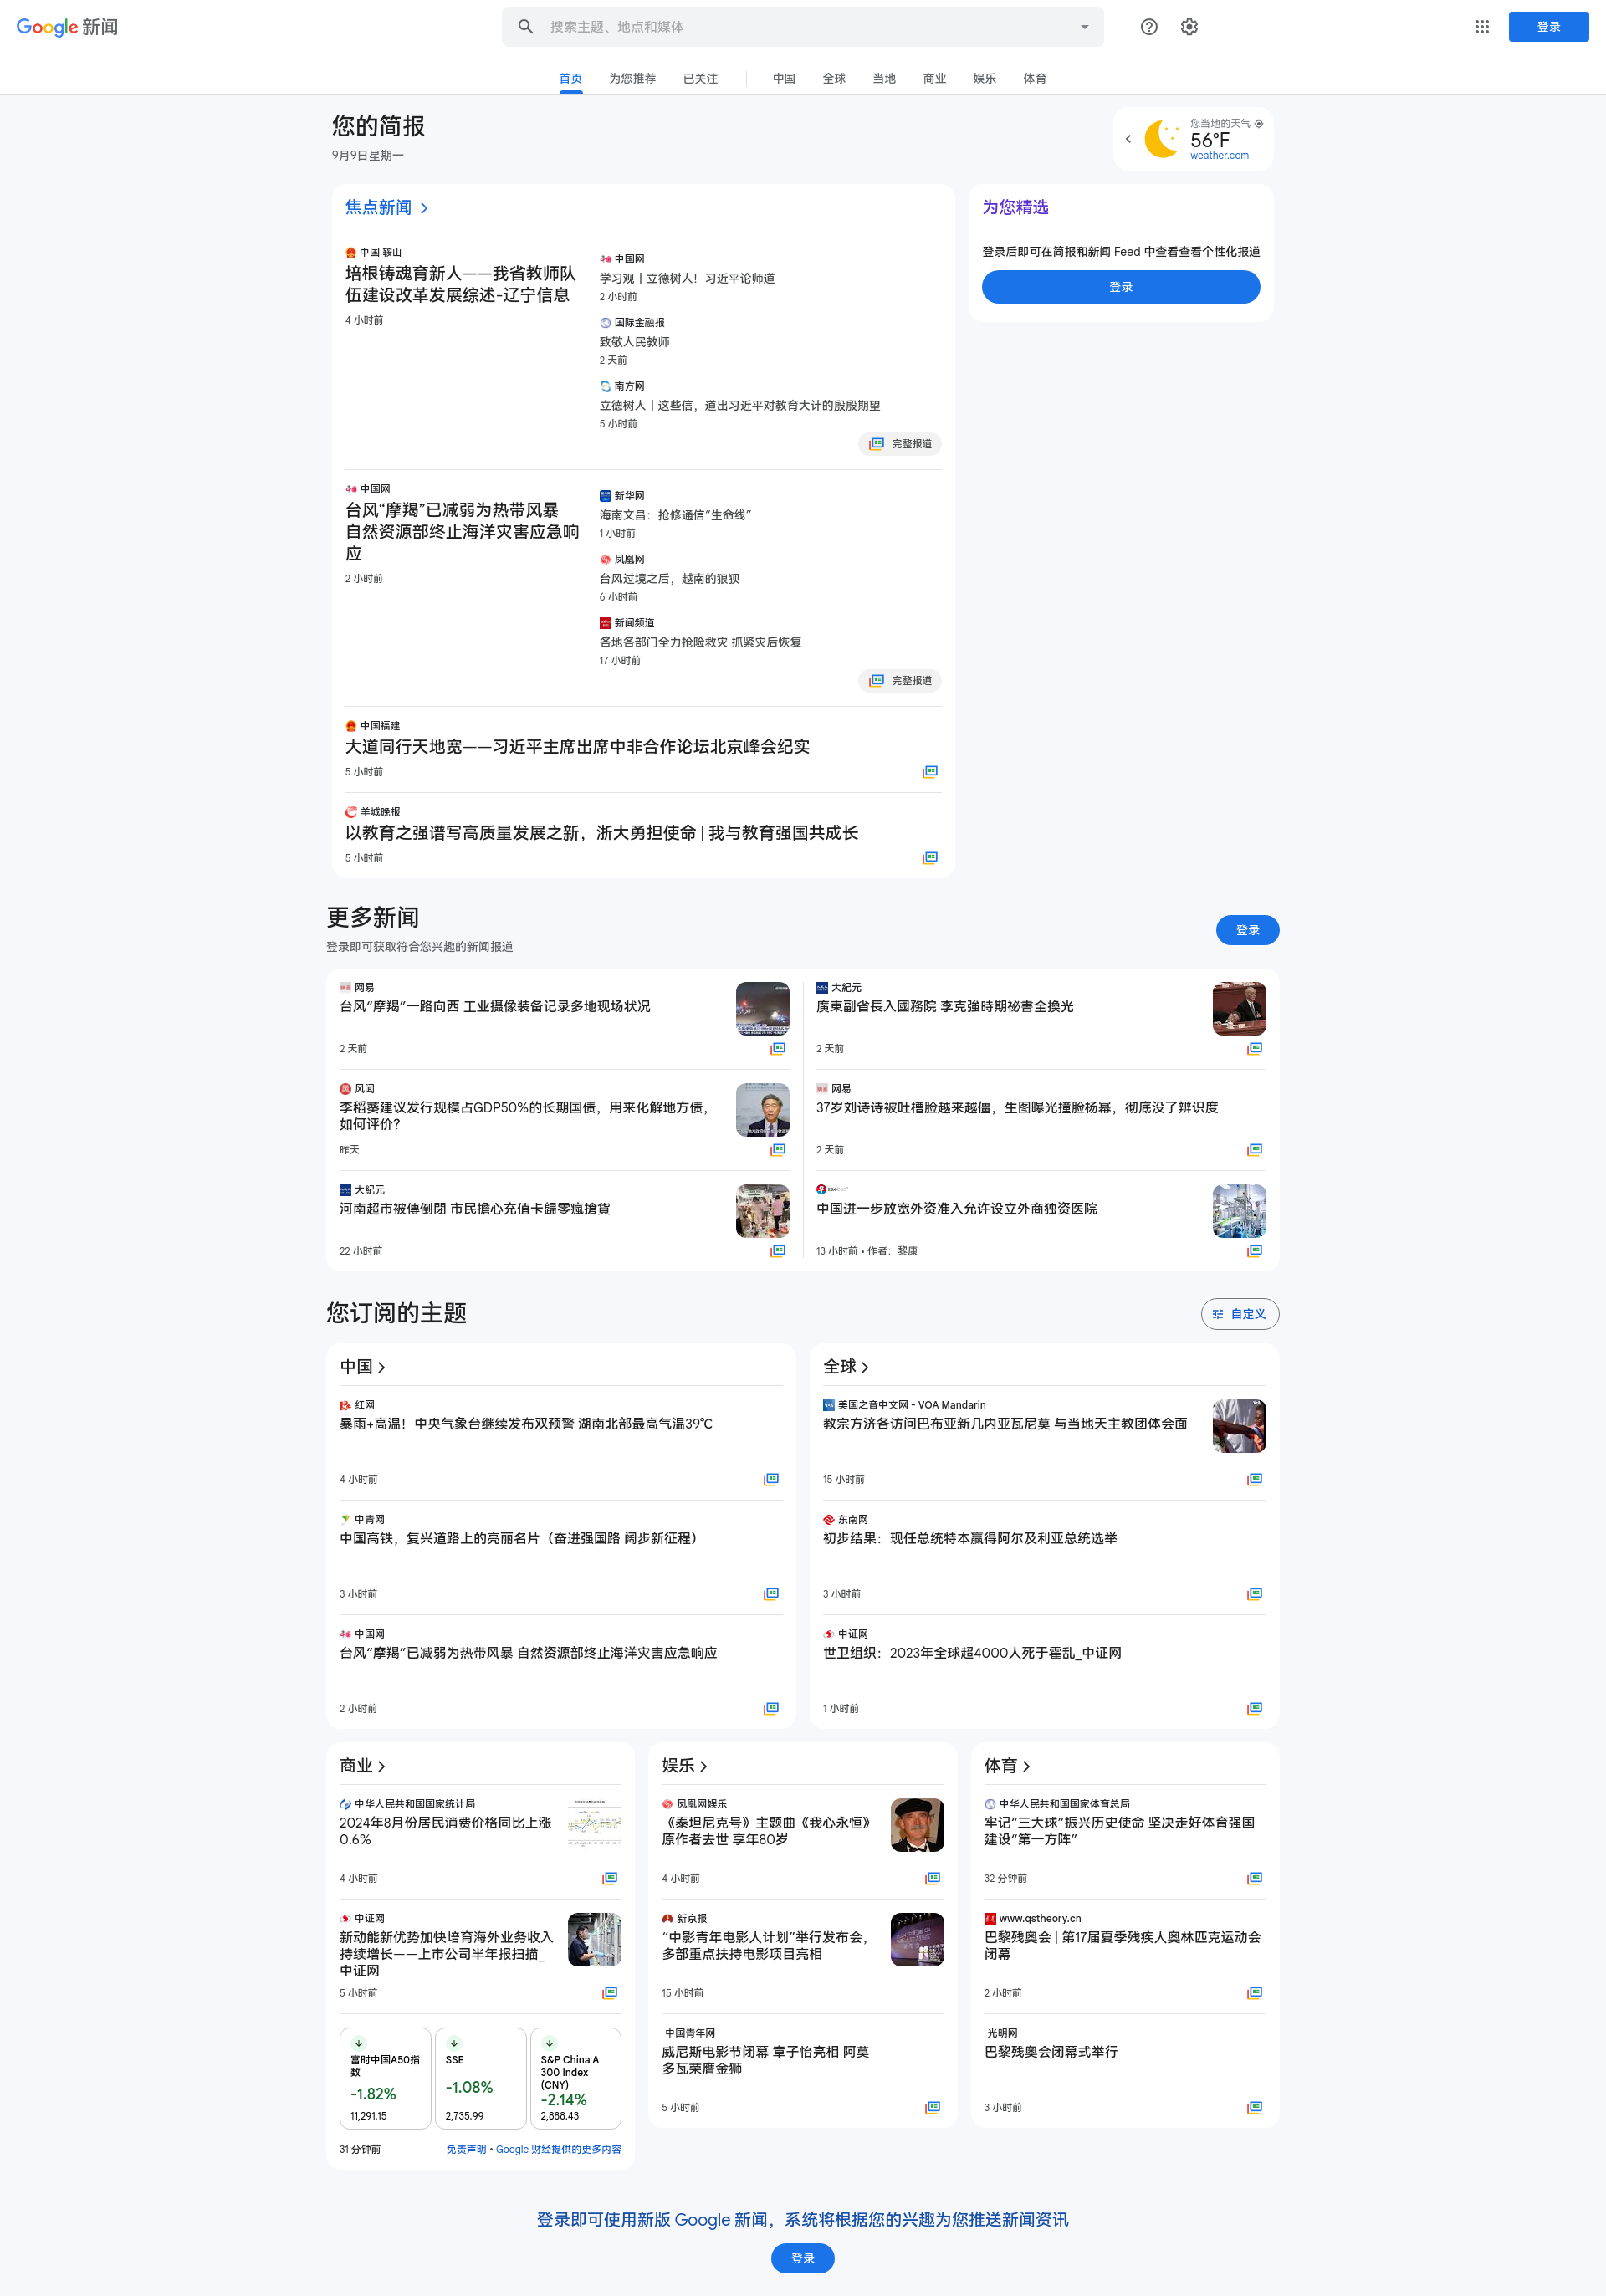 Google 新闻
搜索主题、地点和媒体
登录
首页
为您推荐
已关注
中国
全球
当地
商业
娱乐
体育
您的简报
9月9日星期一
您当地的天气
56°F
weather.com
焦点新闻
中国 鞍山
培根铸魂育新人——我省教师队
伍建设改革发展综述-辽宁信息
4 小时前
中国网
学习观丨立德树人！习近平论师道
2 小时前
国际金融报
致敬人民教师
2 天前
南方网
立德树人丨这些信，道出习近平对教育大计的殷殷期望
5 小时前
完整报道
中国网
台风“摩羯”已减弱为热带风暴
自然资源部终止海洋灾害应急响
应
2 小时前
新华网
海南文昌：抢修通信“生命线”
1 小时前
凤凰网
台风过境之后，越南的狼狈
6 小时前
新闻频道
各地各部门全力抢险救灾 抓紧灾后恢复
17 小时前
完整报道
中国福建
大道同行天地宽——习近平主席出席中非合作论坛北京峰会纪实
5 小时前
羊城晚报
以教育之强谱写高质量发展之新，浙大勇担使命 | 我与教育强国共成长
5 小时前
为您精选
登录后即可在简报和新闻 Feed 中查看查看个性化报道
登录
更多新闻
登录即可获取符合您兴趣的新闻报道
登录
网易
台风“摩羯”一路向西 工业摄像装备记录多地现场状况
2 天前
大紀元
廣東副省長入國務院 李克強時期祕書全換光
2 天前
风闻
李稻葵建议发行规模占GDP50%的长期国债，用来化解地方债，
如何评价？
昨天
网易
37岁刘诗诗被吐槽脸越来越僵，生图曝光撞脸杨幂，彻底没了辨识度
2 天前
大紀元
河南超市被傳倒閉 市民擔心充值卡歸零瘋搶貨
22 小时前
中国进一步放宽外资准入允许设立外商独资医院
13 小时前 • 作者：黎康
您订阅的主题
自定义
中国
红网
暴雨+高温！中央气象台继续发布双预警 湖南北部最高气温39℃
4 小时前
中青网
中国高铁，复兴道路上的亮丽名片（奋进强国路 阔步新征程）
3 小时前
中国网
台风“摩羯”已减弱为热带风暴 自然资源部终止海洋灾害应急响应
2 小时前
全球
美国之音中文网 - VOA Mandarin
教宗方济各访问巴布亚新几内亚瓦尼莫 与当地天主教团体会面
15 小时前
东南网
初步结果：现任总统特本赢得阿尔及利亚总统选举
3 小时前
中证网
世卫组织：2023年全球超4000人死于霍乱_中证网
1 小时前
商业
中华人民共和国国家统计局
2024年8月份居民消费价格同比上涨
0.6%
4 小时前
中证网
新动能新优势加快培育海外业务收入
持续增长——上市公司半年报扫描_
中证网
5 小时前
富时中国A50指
数
-1.82%
11,291.15
SSE
-1.08%
2,735.99
S&P China A
300 Index
(CNY)
-2.14%
2,888.43
31 分钟前
免责声明 • Google 财经提供的更多内容
娱乐
凤凰网娱乐
《泰坦尼克号》主题曲《我心永恒》
原作者去世 享年80岁
4 小时前
新京报
“中影青年电影人计划”举行发布会，
多部重点扶持电影项目亮相
15 小时前
中国青年网
威尼斯电影节闭幕 章子怡亮相 阿莫
多瓦荣膺金狮
5 小时前
体育
中华人民共和国国家体育总局
牢记“三大球”振兴历史使命 坚决走好体育强国
建设“第一方阵”
32 分钟前
www.qstheory.cn
巴黎残奥会 | 第17届夏季残疾人奥林匹克运动会
闭幕
2 小时前
光明网
巴黎残奥会闭幕式举行
3 小时前
登录即可使用新版 Google 新闻，系统将根据您的兴趣为您推送新闻资讯
登录